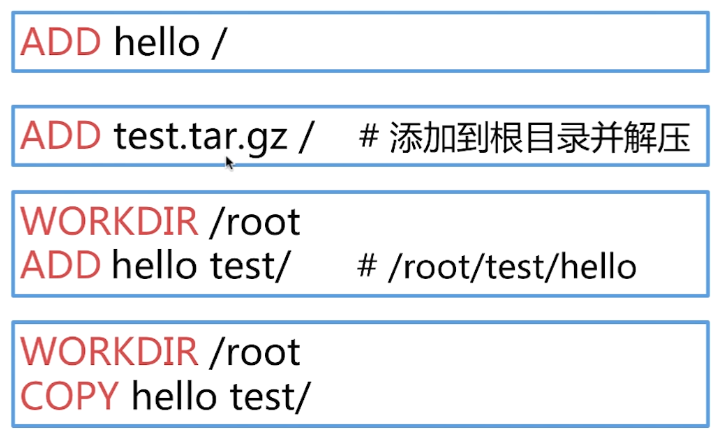 ADD hello /
ADD test.tar.gz / # 添加到根目录并解压
WORKDIR /root
ADD hello test/ # /root/test/hello
WORKDIR /root
COPY hello test/